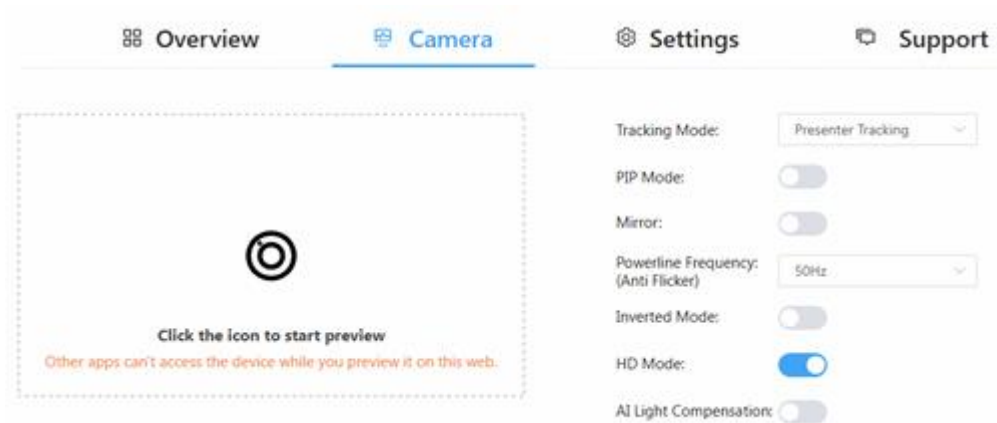 Overview Camera Settings Support
Tracking Mode: Presenter Tracking
PIP Mode:
Mirror:
Powerline Frequency:
(Anti Flicker) 50Hz
Inverted Mode:
HD Mode:
AI Light Compensation:
Click the icon to start preview
Other apps can't access the device while you preview it on this web.